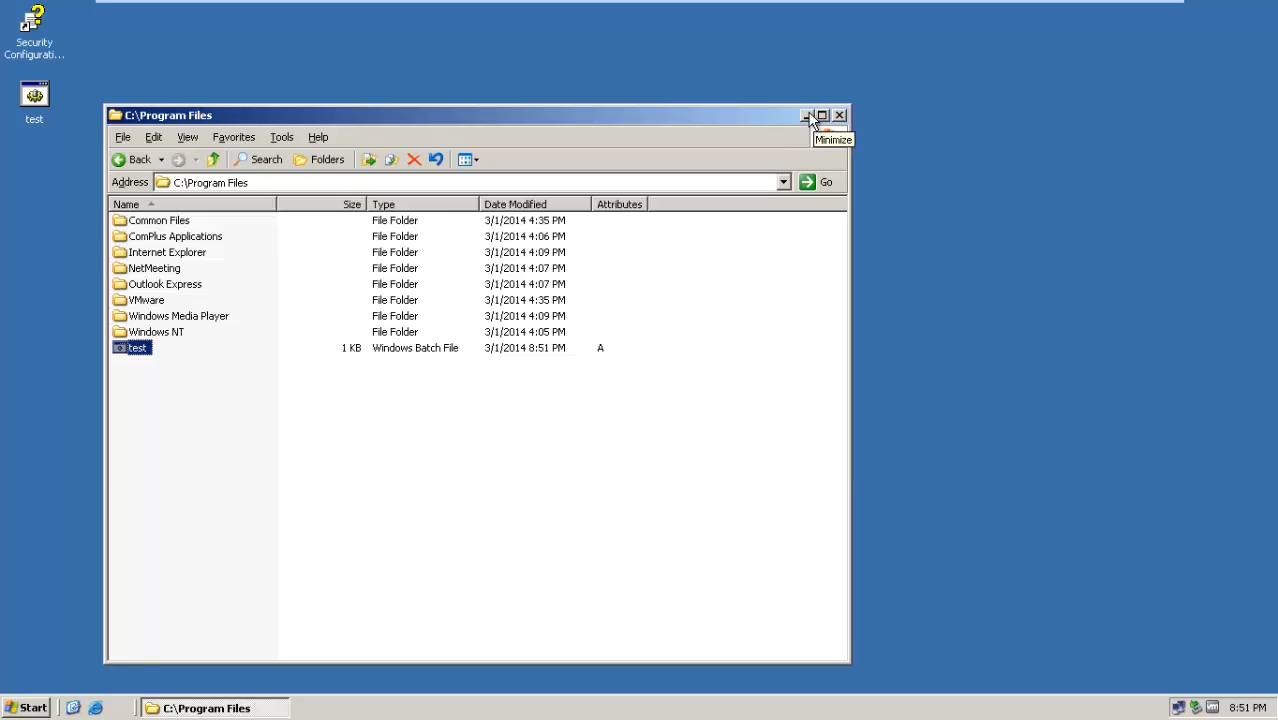 Security
Configurati...
test
C:\Program Files
Minimize
File Edit View Favorites Tools Help
Back Search Folders
Address C:\Program Files Go
Name Size Type Date Modified Attributes
Common Files File Folder 3/1/2014 4:35 PM
ComPlus Applications File Folder 3/1/2014 4:06 PM
Internet Explorer File Folder 3/1/2014 4:09 PM
NetMeeting File Folder 3/1/2014 4:07 PM
Outlook Express File Folder 3/1/2014 4:07 PM
VMware File Folder 3/1/2014 4:35 PM
Windows Media Player File Folder 3/1/2014 4:09 PM
Windows NT File Folder 3/1/2014 4:05 PM
test 1 KB Windows Batch File 3/1/2014 8:51 PM A
Start C:\Program Files 8:51 PM